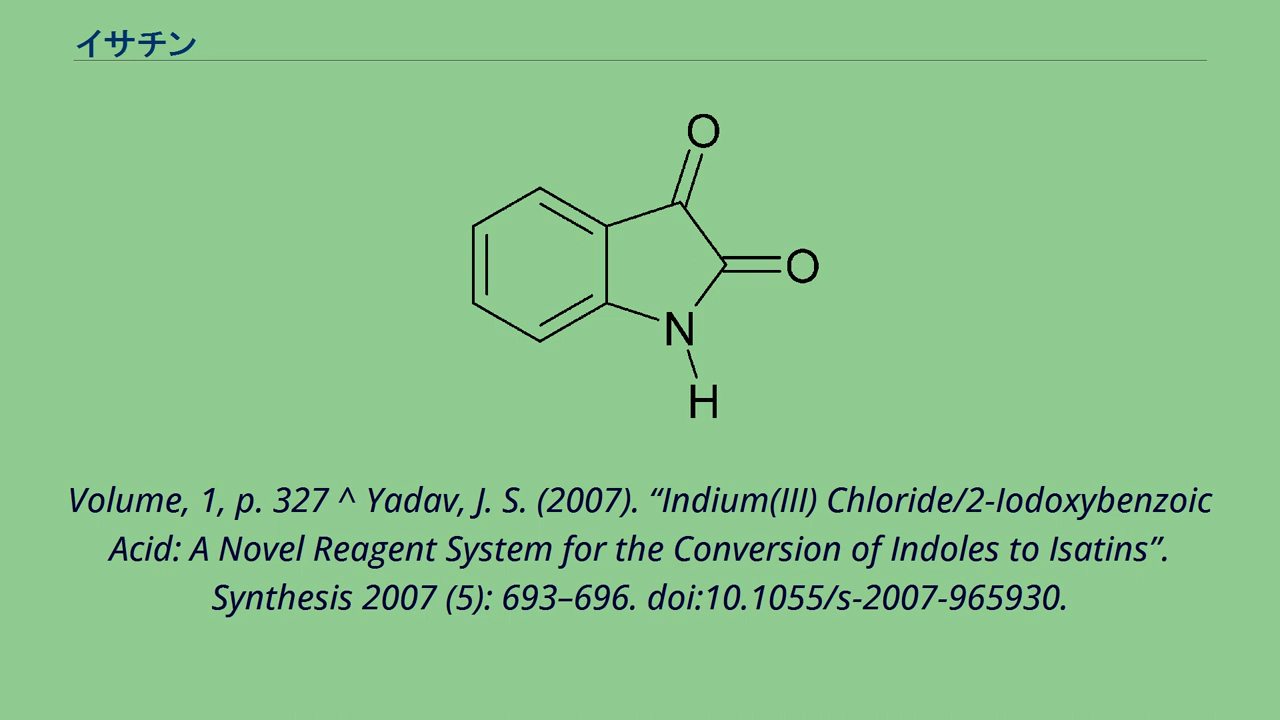 イサチン
O
O
N
H
Volume, 1, p. 327 ^ Yadav, J. S. (2007). “Indium(III) Chloride/2-Iodoxybenzoic
Acid: A Novel Reagent System for the Conversion of Indoles to Isatins”.
Synthesis 2007 (5): 693–696. doi:10.1055/s-2007-965930.